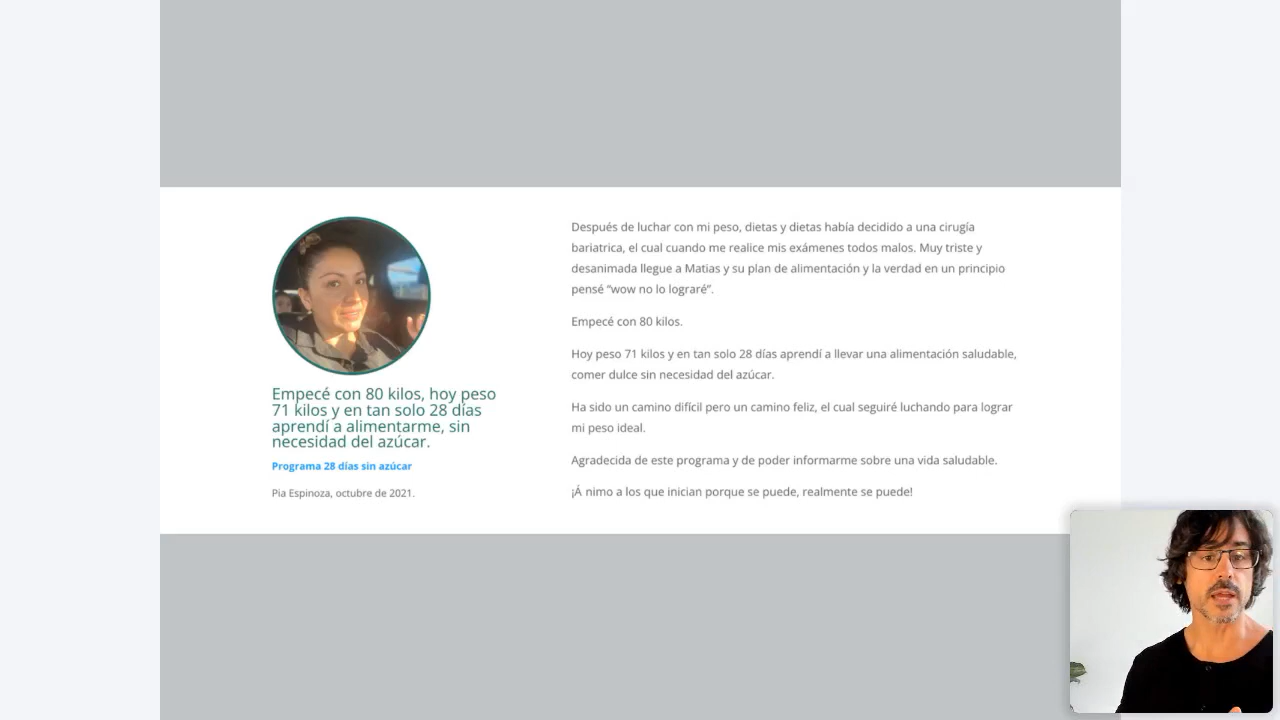 Empecé con 80 kilos, hoy peso
71 kilos y en tan solo 28 días
aprendí a alimentarme, sin
necesidad del azúcar.
Programa 28 días sin azúcar
Pia Espinoza, octubre de 2021.
Después de luchar con mi peso, dietas y dietas había decidido a una cirugía
bariatrica, el cual cuando me realice mis exámenes todos malos. Muy triste y
desanimada llegue a Matias y su plan de alimentación y la verdad en un principio
pensé “wow no lo lograré”.
Empecé con 80 kilos.
Hoy peso 71 kilos y en tan solo 28 días aprendí a llevar una alimentación saludable,
comer dulce sin necesidad del azúcar.
Ha sido un camino difícil pero un camino feliz, el cual seguiré luchando para lograr
mi peso ideal.
Agradecida de este programa y de poder informarme sobre una vida saludable.
¡Á nimo a los que inician porque se puede, realmente se puede!